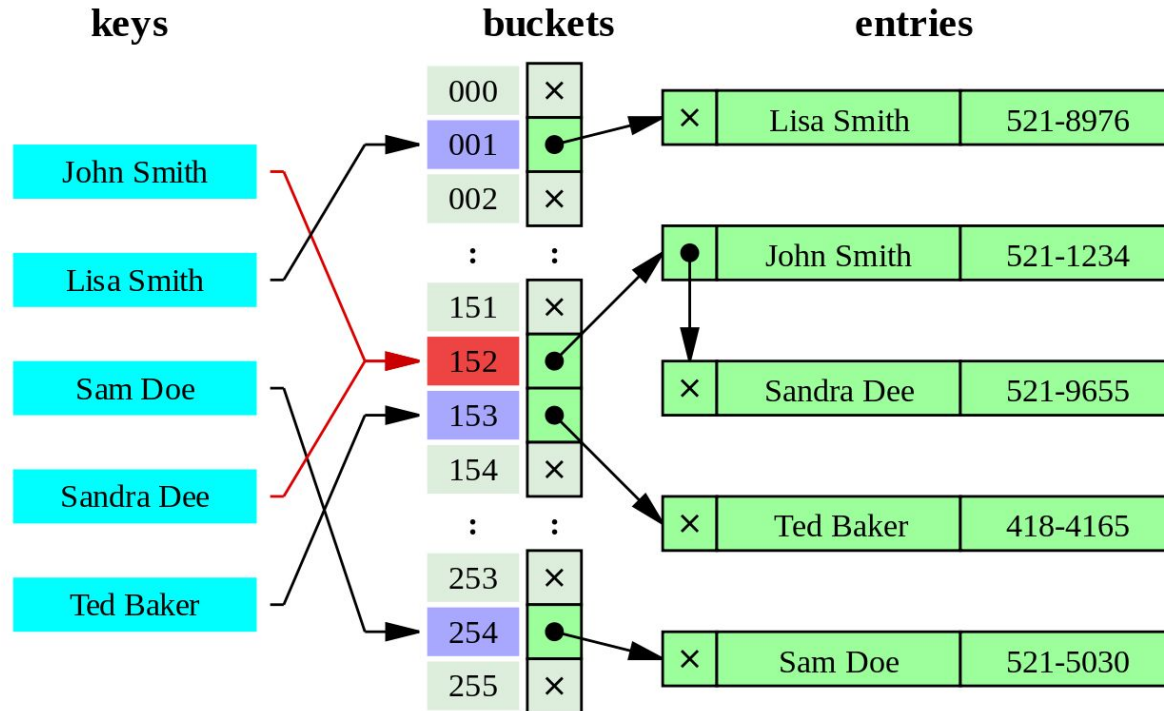 keys
buckets
entries
John Smith
Lisa Smith
Sam Doe
Sandra Dee
Ted Baker
000 ×
001
002 ×
: :
151 ×
152
153
154 ×
: :
253 ×
254
255 ×
× Lisa Smith 521-8976
John Smith 521-1234
× Sandra Dee 521-9655
× Ted Baker 418-4165
× Sam Doe 521-5030